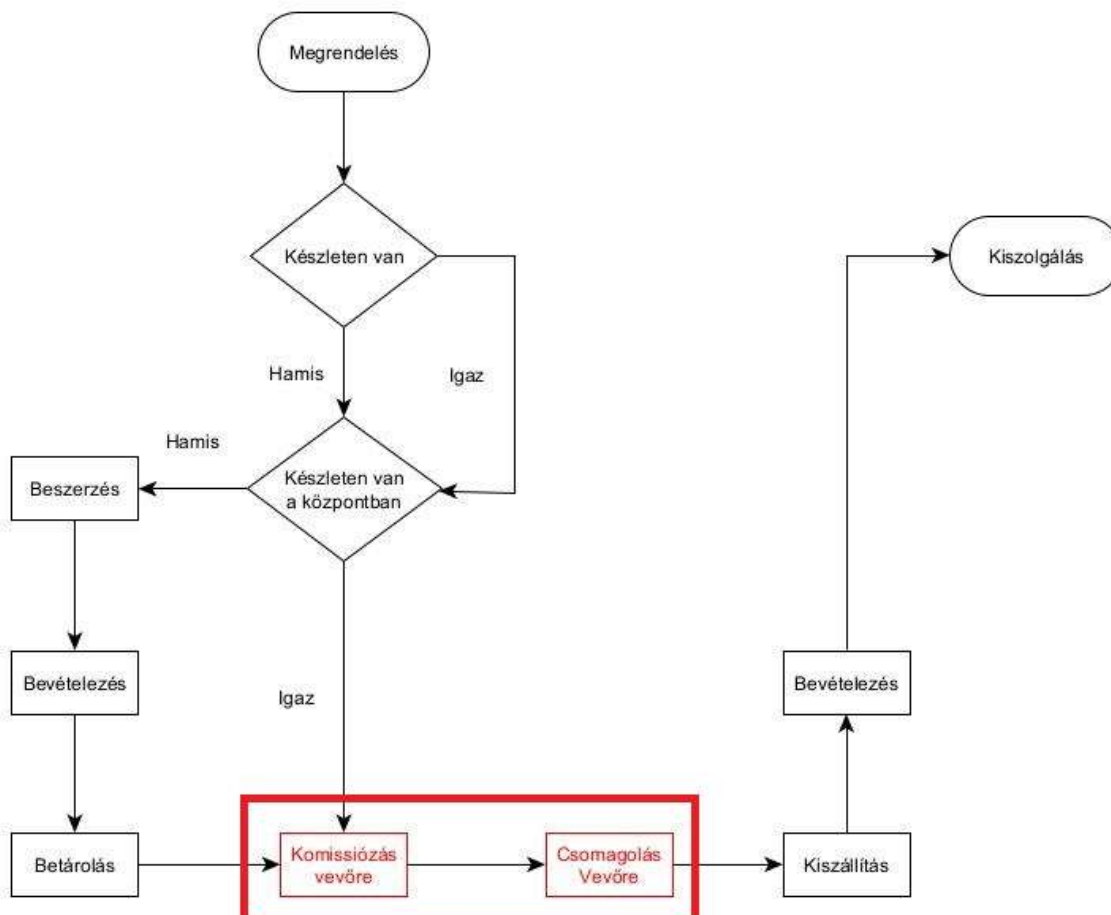 Megrendelés
Készleten van
Kiszolgálás
Hamis
Igaz
Hamis
Készleten van
a központban
Beszerzés
Bevételezés
Igaz
Bevételezés
Betárolás
Komissiózás
vevőre
Csomagolás
Vevőre
Kiszállítás